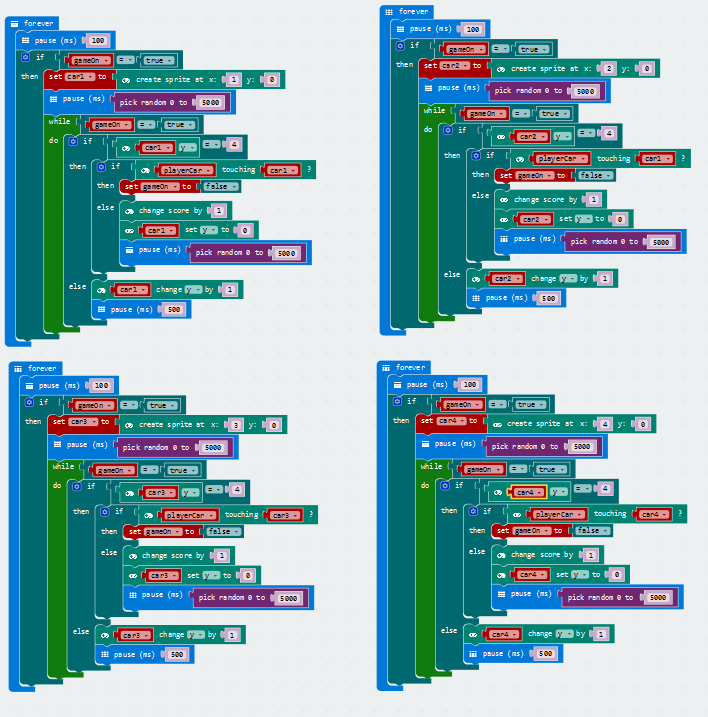 forever
pause (ms) 100
if gameOn = true
then set car1 to create sprite at x: 1 y: 0
pause (ms) pick random 0 to 5000
while gameOn = true
do if car1 y = 4
then if playerCar touching car1 ?
then set gameOn to false
else change score by 1
car1 set y to 0
pause (ms) pick random 0 to 5000
else car1 change y by 1
pause (ms) 500
forever
pause (ms) 100
if gameOn = true
then set car2 to create sprite at x: 2 y: 0
pause (ms) pick random 0 to 5000
while gameOn = true
do if car2 y = 4
then if playerCar touching car1 ?
then set gameOn to false
else change score by 1
car2 set y to 0
pause (ms) pick random 0 to 5000
else car2 change y by 1
pause (ms) 500
forever
pause (ms) 100
if gameOn = true
then set car3 to create sprite at x: 3 y: 0
pause (ms) pick random 0 to 5000
while gameOn = true
do if car3 y = 4
then if playerCar touching car3 ?
then set gameOn to false
else change score by 1
car3 set y to 0
pause (ms) pick random 0 to 5000
else car3 change y by 1
pause (ms) 500
forever
pause (ms) 100
if gameOn = true
then set car4 to create sprite at x: 4 y: 0
pause (ms) pick random 0 to 5000
while gameOn = true
do if car4 y = 4
then if playerCar touching car4 ?
then set gameOn to false
else change score by 1
car4 set y to 0
pause (ms) pick random 0 to 5000
else car4 change y by 1
pause (ms) 500